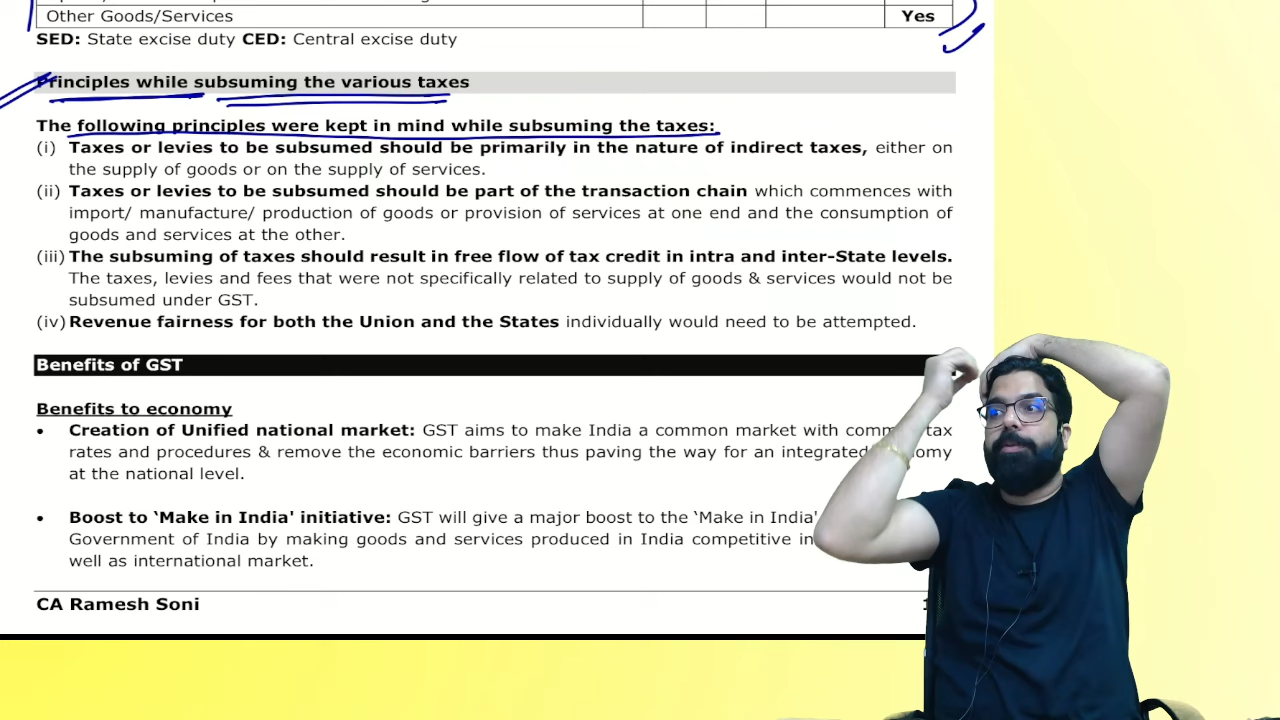 Other Goods/Services Yes
SED: State excise duty CED: Central excise duty
Principles while subsuming the various taxes
The following principles were kept in mind while subsuming the taxes:
(i) Taxes or levies to be subsumed should be primarily in the nature of indirect taxes, either on
the supply of goods or on the supply of services.
(ii) Taxes or levies to be subsumed should be part of the transaction chain which commences with
import/ manufacture/ production of goods or provision of services at one end and the consumption of
goods and services at the other.
(iii) The subsuming of taxes should result in free flow of tax credit in intra and inter-State levels.
The taxes, levies and fees that were not specifically related to supply of goods & services would not be
subsumed under GST.
(iv) Revenue fairness for both the Union and the States individually would need to be attempted.
Benefits of GST
Benefits to economy
• Creation of Unified national market: GST aims to make India a common market with tax
rates and procedures & remove the economic barriers thus paving the way for an integrated
at the national level.
• Boost to ‘Make in India' initiative: GST will give a major boost to the ‘Make in India'
Government of India by making goods and services produced in India competitive in
well as international market.
CA Ramesh Soni